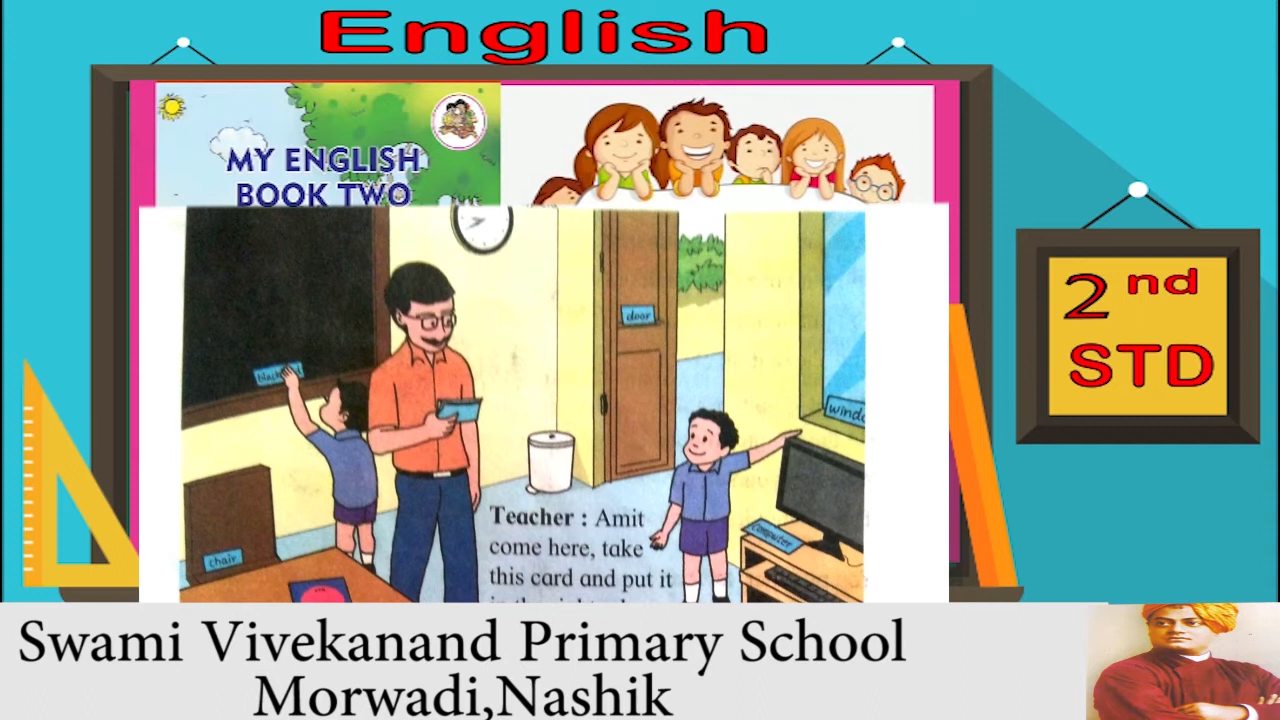 English
MY ENGLISH
BOOK TWO
2nd
STD
door
chair
computer
Teacher : Amit
come here, take
this card and put it
Swami Vivekanand Primary School
Morwadi,Nashik